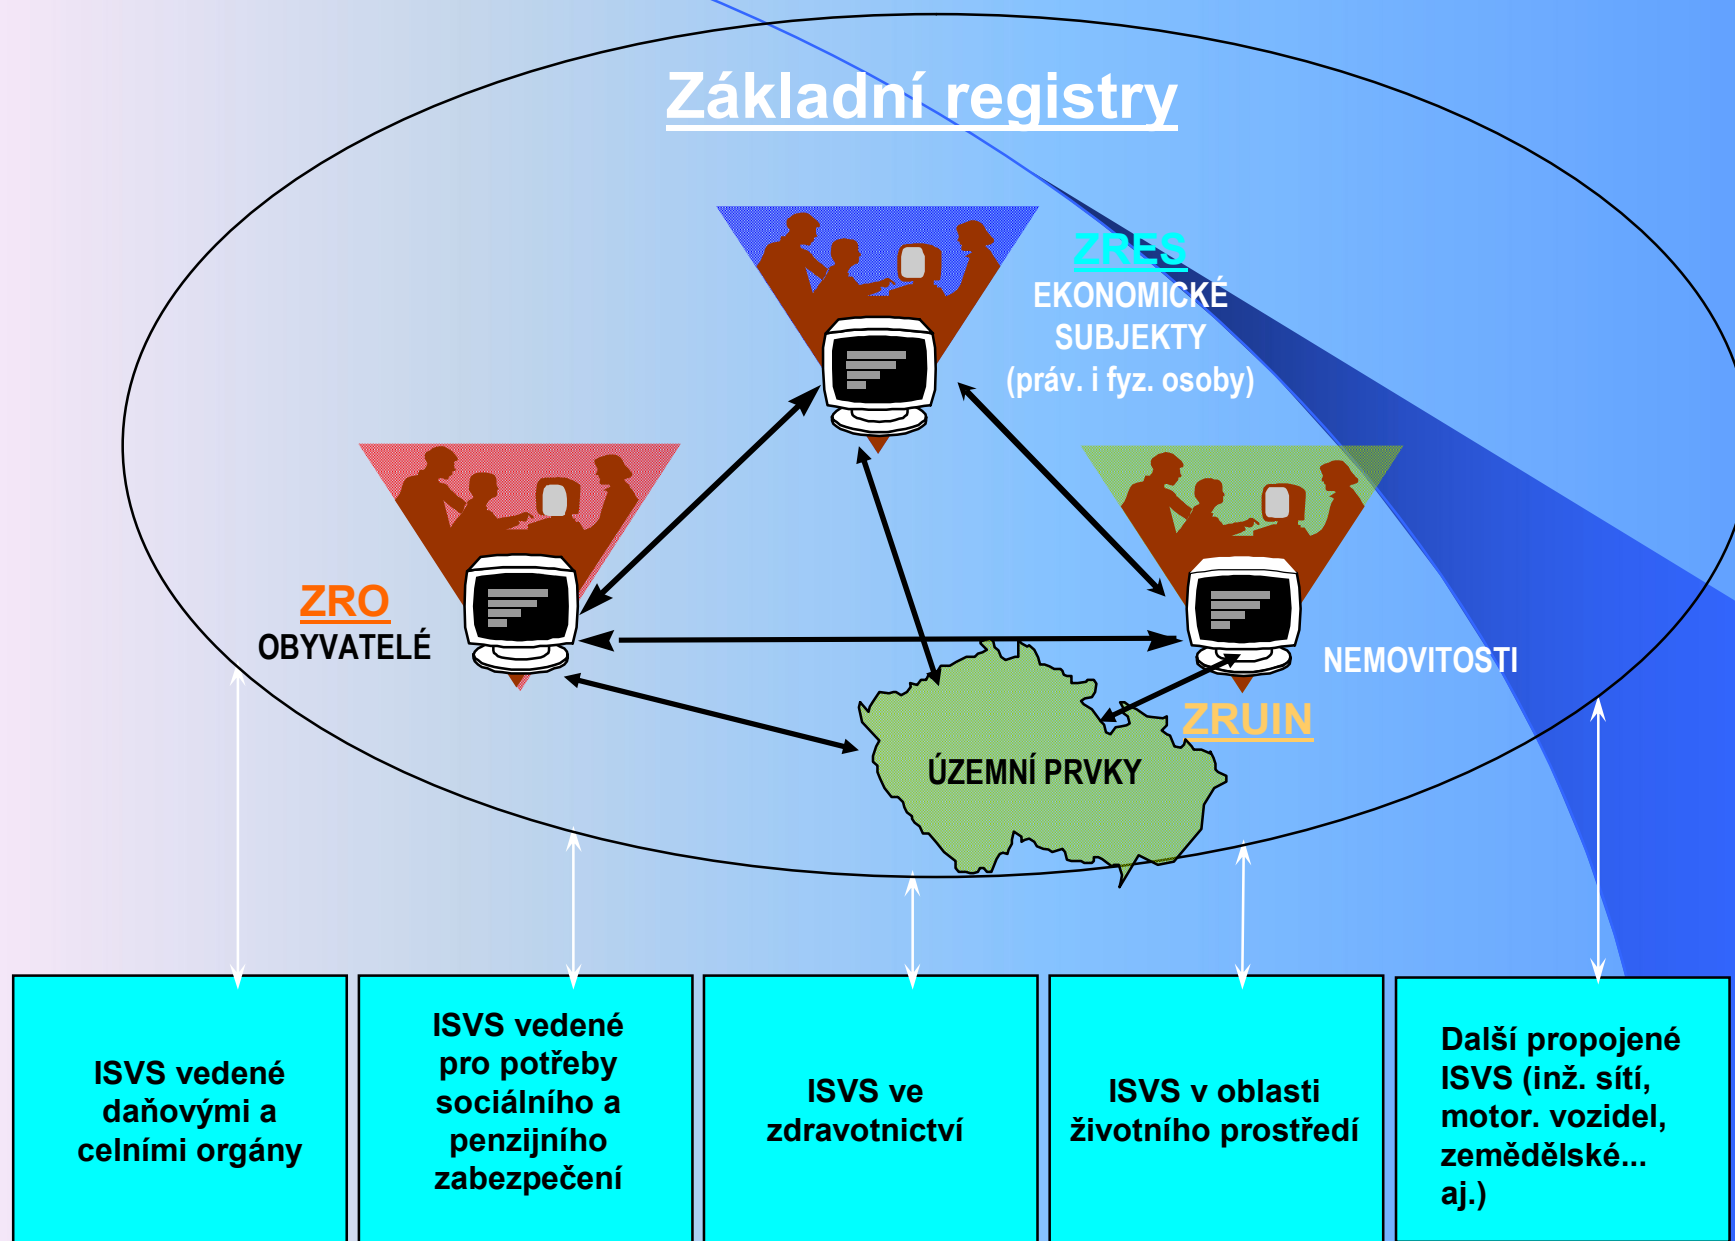 Základní registry
ZRES
EKONOMICKÉ
SUBJEKTY
(práv. i fyz. osoby)
ZRO
OBYVATELÉ
NEMOVITOSTI
ZRUIN
ÚZEMNÍ PRVKY
ISVS vedené
daňovými a
celními orgány
ISVS vedené
pro potřeby
sociálního a
penzijního
zabezpečení
ISVS ve
zdravotnictví
ISVS v oblasti
životního prostředí
Další propojené
ISVS (inž. sítí,
motor. vozidel,
zemědělské...
aj.)